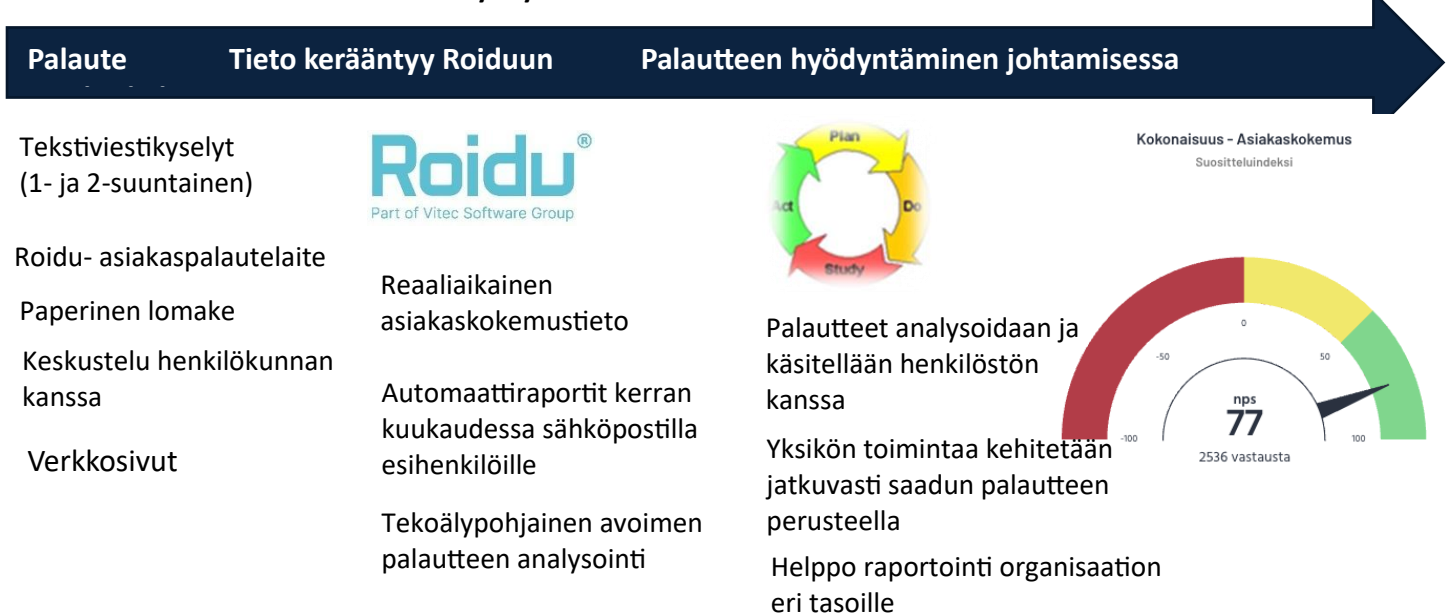 Palaute
Tieto kerääntyy Roiduun
Palautteen hyödyntäminen johtamisessa
Tekstiviestikyselyt
(1- ja 2-suuntainen)
Roidu- asiakaspalautelaite
Paperinen lomake
Keskustelu henkilökunnan
kanssa
Verkkosivut
Roidu®
Part of Vitec Software Group
Reaaliaikainen
asiakaskokemustieto
Automaattiraportit kerran
kuukaudessa sähköpostilla
esihenkilöille
Tekoälypohjainen avoimen
palautteen analysointi
Plan
Do
Study
Act
Palautteet analysoidaan ja
käsitellään henkilöstön
kanssa
Yksikön toimintaa kehitetään
jatkuvasti saadun palautteen
perusteella
Helppo raportointi organisaation
eri tasoille
Kokonaisuus - Asiakaskokemus
Suositteluindeksi
0
-50
50
-100
100
nps
77
2536 vastausta